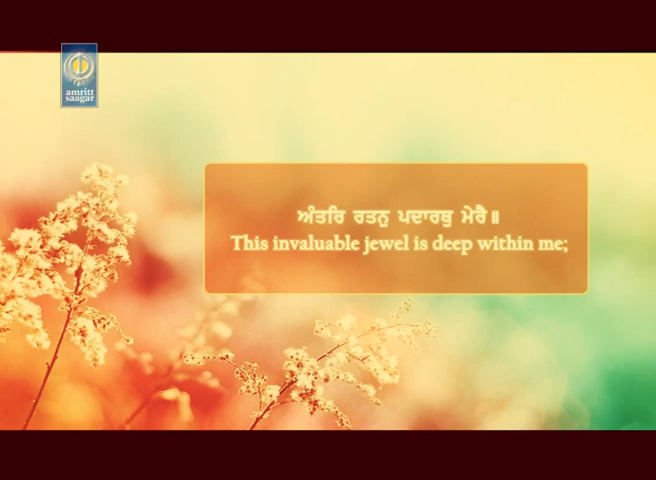 amritt
saagar
ਅੰਤਰਿ ਰਤਨੁ ਪਦਾਰਥੁ ਮੇਰੈ ॥
This invaluable jewel is deep within me;